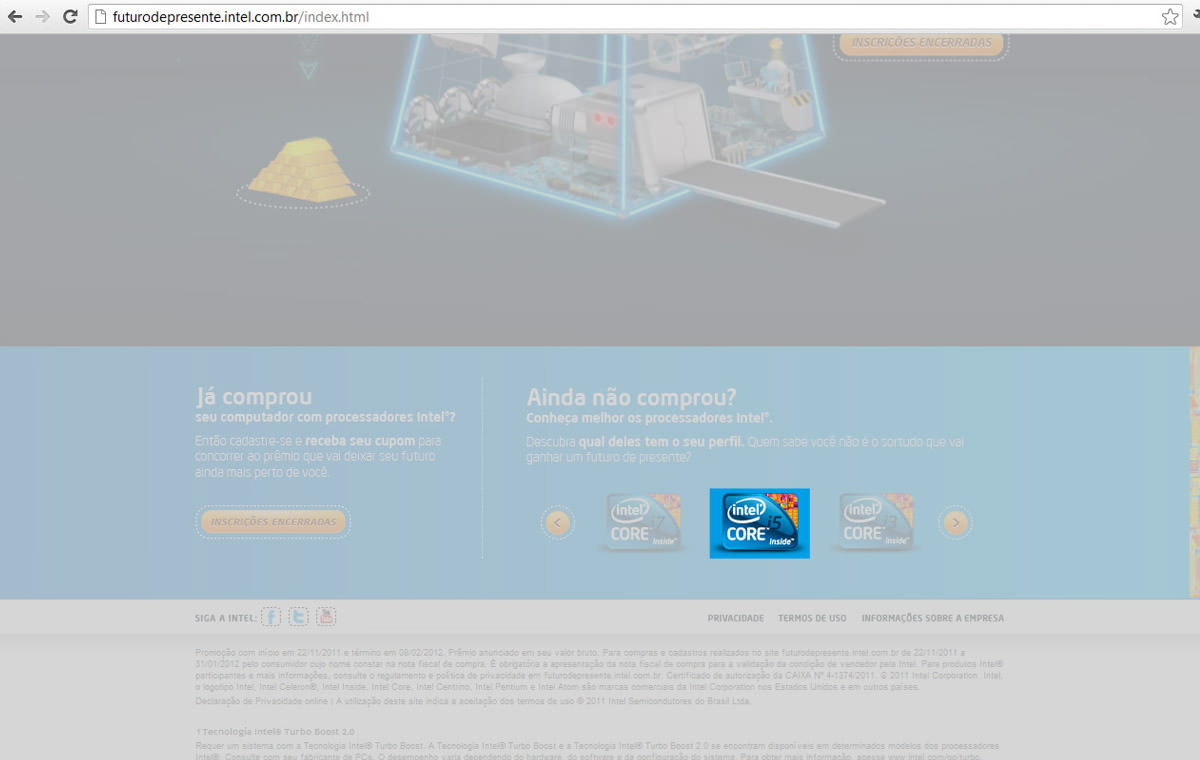 futurodepresente.intel.com.br/index.html
INSCRIÇÕES ENCERRADAS
Já comprou
seu computador com processadores Intel®?
Então cadastre-se e receba seu cupom para
concorrer ao prêmio que vai deixar seu futuro
ainda mais perto de você.
INSCRIÇÕES ENCERRADAS
Ainda não comprou?
Conheça melhor os processadores Intel®.
Descubra qual deles tem o seu perfil. Quem sabe você não é o sortudo que vai
ganhar um futuro de presente?
<
intel
CORE i7
inside™
intel
CORE i5
inside™
intel
CORE i3
inside™
>
SIGA A INTEL: f t You Tube
PRIVACIDADE TERMOS DE USO INFORMAÇÕES SOBRE A EMPRESA
Promoção com início em 22/11/2011 e término em 08/02/2012. Prêmio anunciado em seu valor bruto. Para compras e cadastros realizados no site futurodepresente.intel.com.br de 22/11/2011 a
31/01/2012 pelo consumidor cujo nome constar na nota fiscal de compra. É obrigatória a apresentação da nota fiscal de compra para a validação da condição de vencedor pela Intel. Para produtos Intel®
participantes e mais informações, consulte o regulamento e política de privacidade em futurodepresente.intel.com.br. Certificado de autorização da CAIXA Nº 4-1374/2011. © 2011 Intel Corporation. Intel,
o logotipo Intel, Intel Celeron®, Intel Inside, Intel Core, Intel Centrino, Intel Pentium e Intel Atom são marcas comerciais da Intel Corporation nos Estados Unidos e em outros países.
Declaração de Privacidade online | A utilização deste site indica a aceitação dos termos de uso © 2011 Intel Semicondutores do Brasil Ltda.
1 Tecnologia Intel® Turbo Boost 2.0
Requer um sistema com a Tecnologia Intel® Turbo Boost. A Tecnologia Intel® Turbo Boost e a Tecnologia Intel® Turbo Boost 2.0 se encontram disponíveis em determinados modelos dos processadores
Intel®. Consulte com seu fabricante de PCs. O desempenho varia dependendo do hardware, do software e da configuração do sistema. Para obter mais informação, acesse www.intel.com/go/turbo.